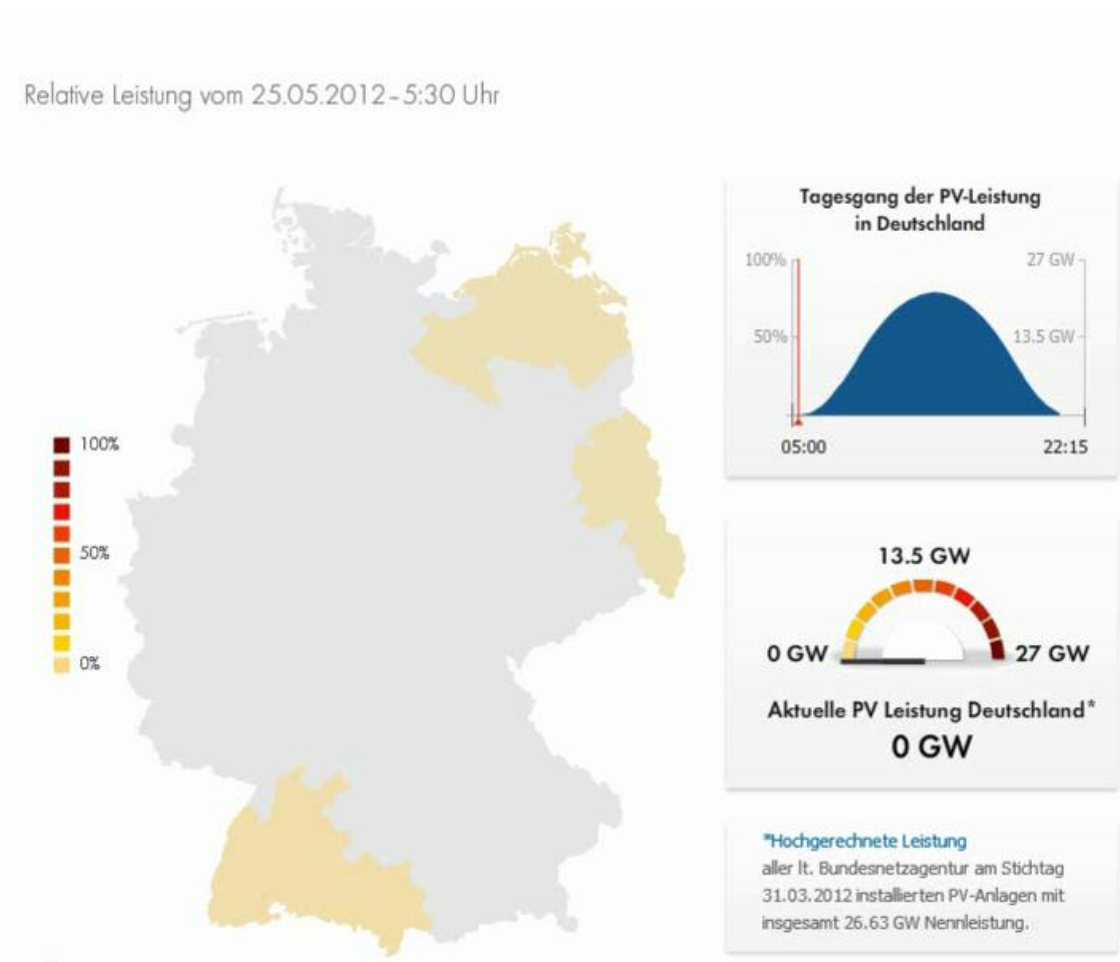 Relative Leistung vom 25.05.2012-5:30 Uhr
Tagesgang der PV-Leistung
in Deutschland
100%
27 GW
50%
13.5 GW
05:00
22:15
100%
50%
0%
13.5 GW
0 GW
27 GW
Aktuelle PV Leistung Deutschland*
0 GW
*Hochgerechnete Leistung
aller lt. Bundesnetzagentur am Stichtag
31.03.2012 installierten PV-Anlagen mit
insgesamt 26.63 GW Nennleistung.